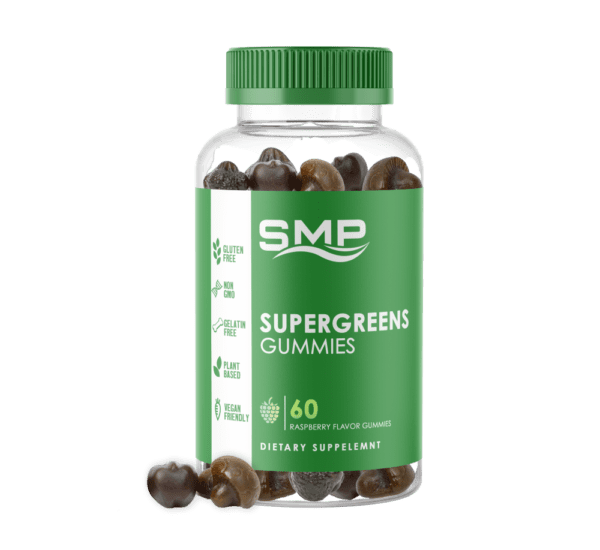 SMP
SUPERGREENS
GUMMIES
60
RASPBERRY FLAVOR GUMMIES
DIETARY SUPPELEMNT
GLUTEN
FREE
NON
GMO
GELATIN
FREE
PLANT
BASED
VEGAN
FRIENDLY